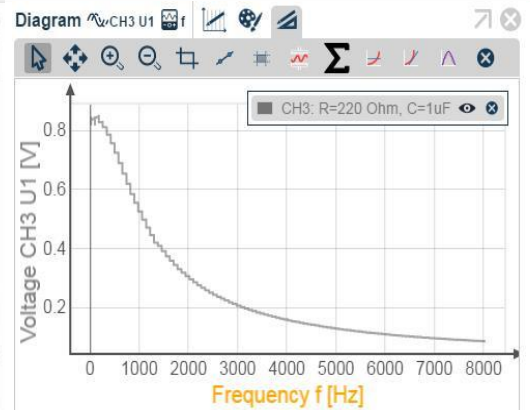 Diagram CH3 U1 f
Σ
CH3: R=220 Ohm, C=1uF
Voltage CH3 U1 [V]
0.8
0.6
0.4
0.2
0 1000 2000 3000 4000 5000 6000 7000 8000
Frequency f [Hz]